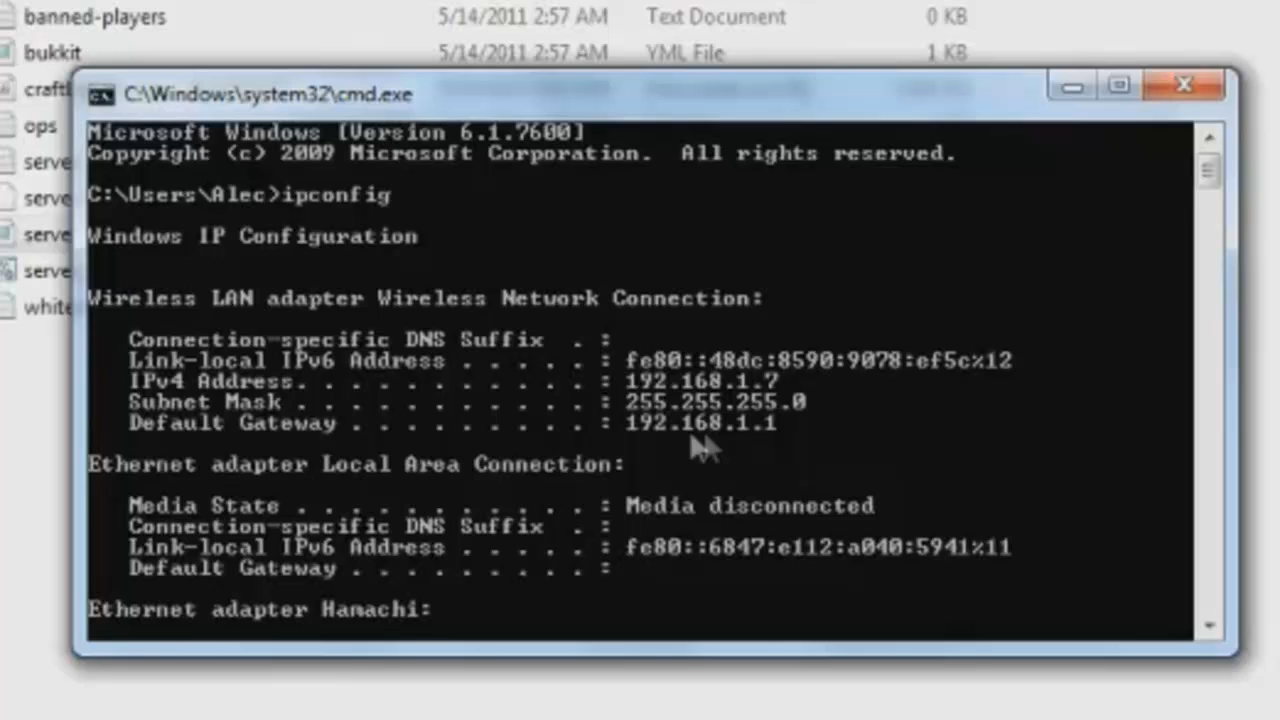 banned-players 5/14/2011 2:57 AM Text Document 0 KB
bukkit 5/14/2011 2:57 AM YML File 1 KB
C:\Windows\system32\cmd.exe
ops
Microsoft Windows [Version 6.1.7600]
Copyright (c) 2009 Microsoft Corporation. All rights reserved.
C:\Users\Alec>ipconfig
Windows IP Configuration
Wireless LAN adapter Wireless Network Connection:
Connection-specific DNS Suffix . :
Link-local IPv6 Address . . . . . : fe80::48dc:8590:9078:ef5c%12
IPv4 Address. . . . . . . . . . . : 192.168.1.7
Subnet Mask . . . . . . . . . . . : 255.255.255.0
Default Gateway . . . . . . . . . : 192.168.1.1
Ethernet adapter Local Area Connection:
Media State . . . . . . . . . . . : Media disconnected
Connection-specific DNS Suffix . :
Link-local IPv6 Address . . . . . : fe80::6847:e112:a040:5941%11
Default Gateway . . . . . . . . . :
Ethernet adapter Hamachi: